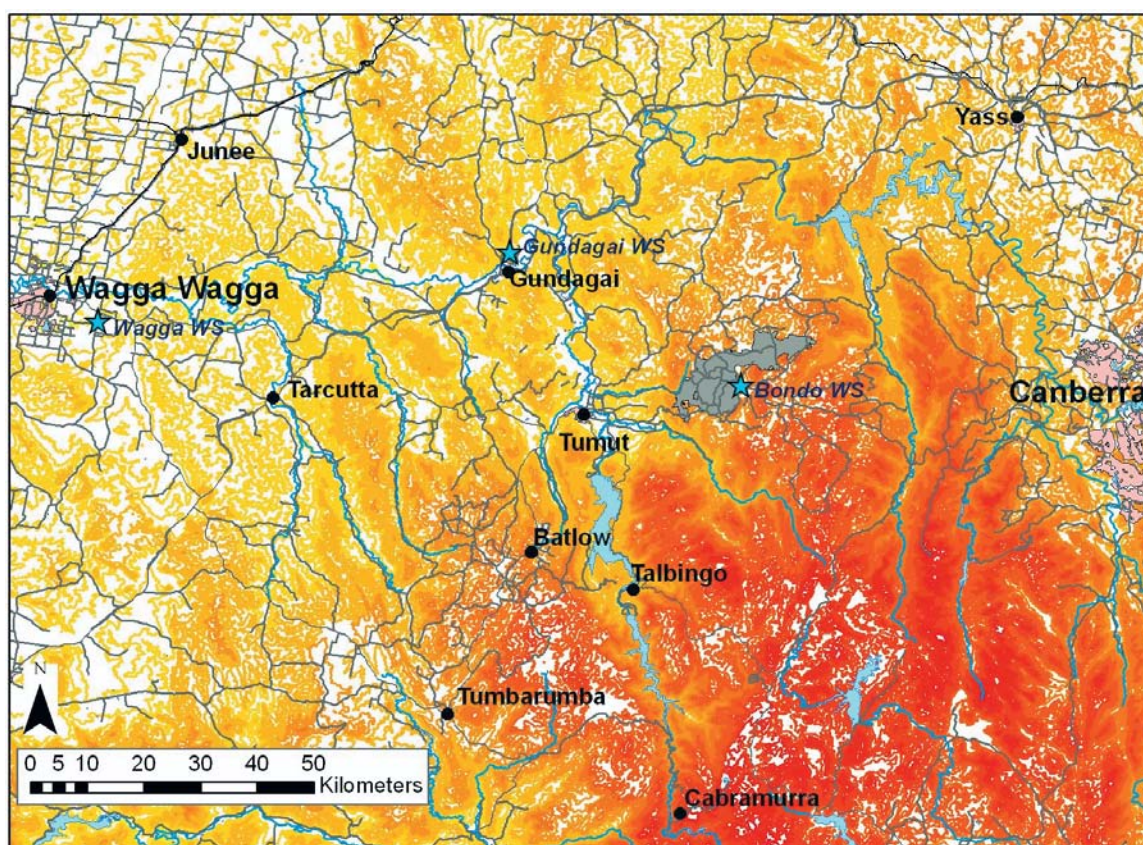 Yass
Junee
Gundagai WS
Gundagai
Wagga Wagga
Wagga WS
Bondo WS
Canberra
Tarcutta
Tumut
Batlow
Talbingo
N
Tumbarumba
0 5 10 20 30 40 50
Kilometers
Cabramurra